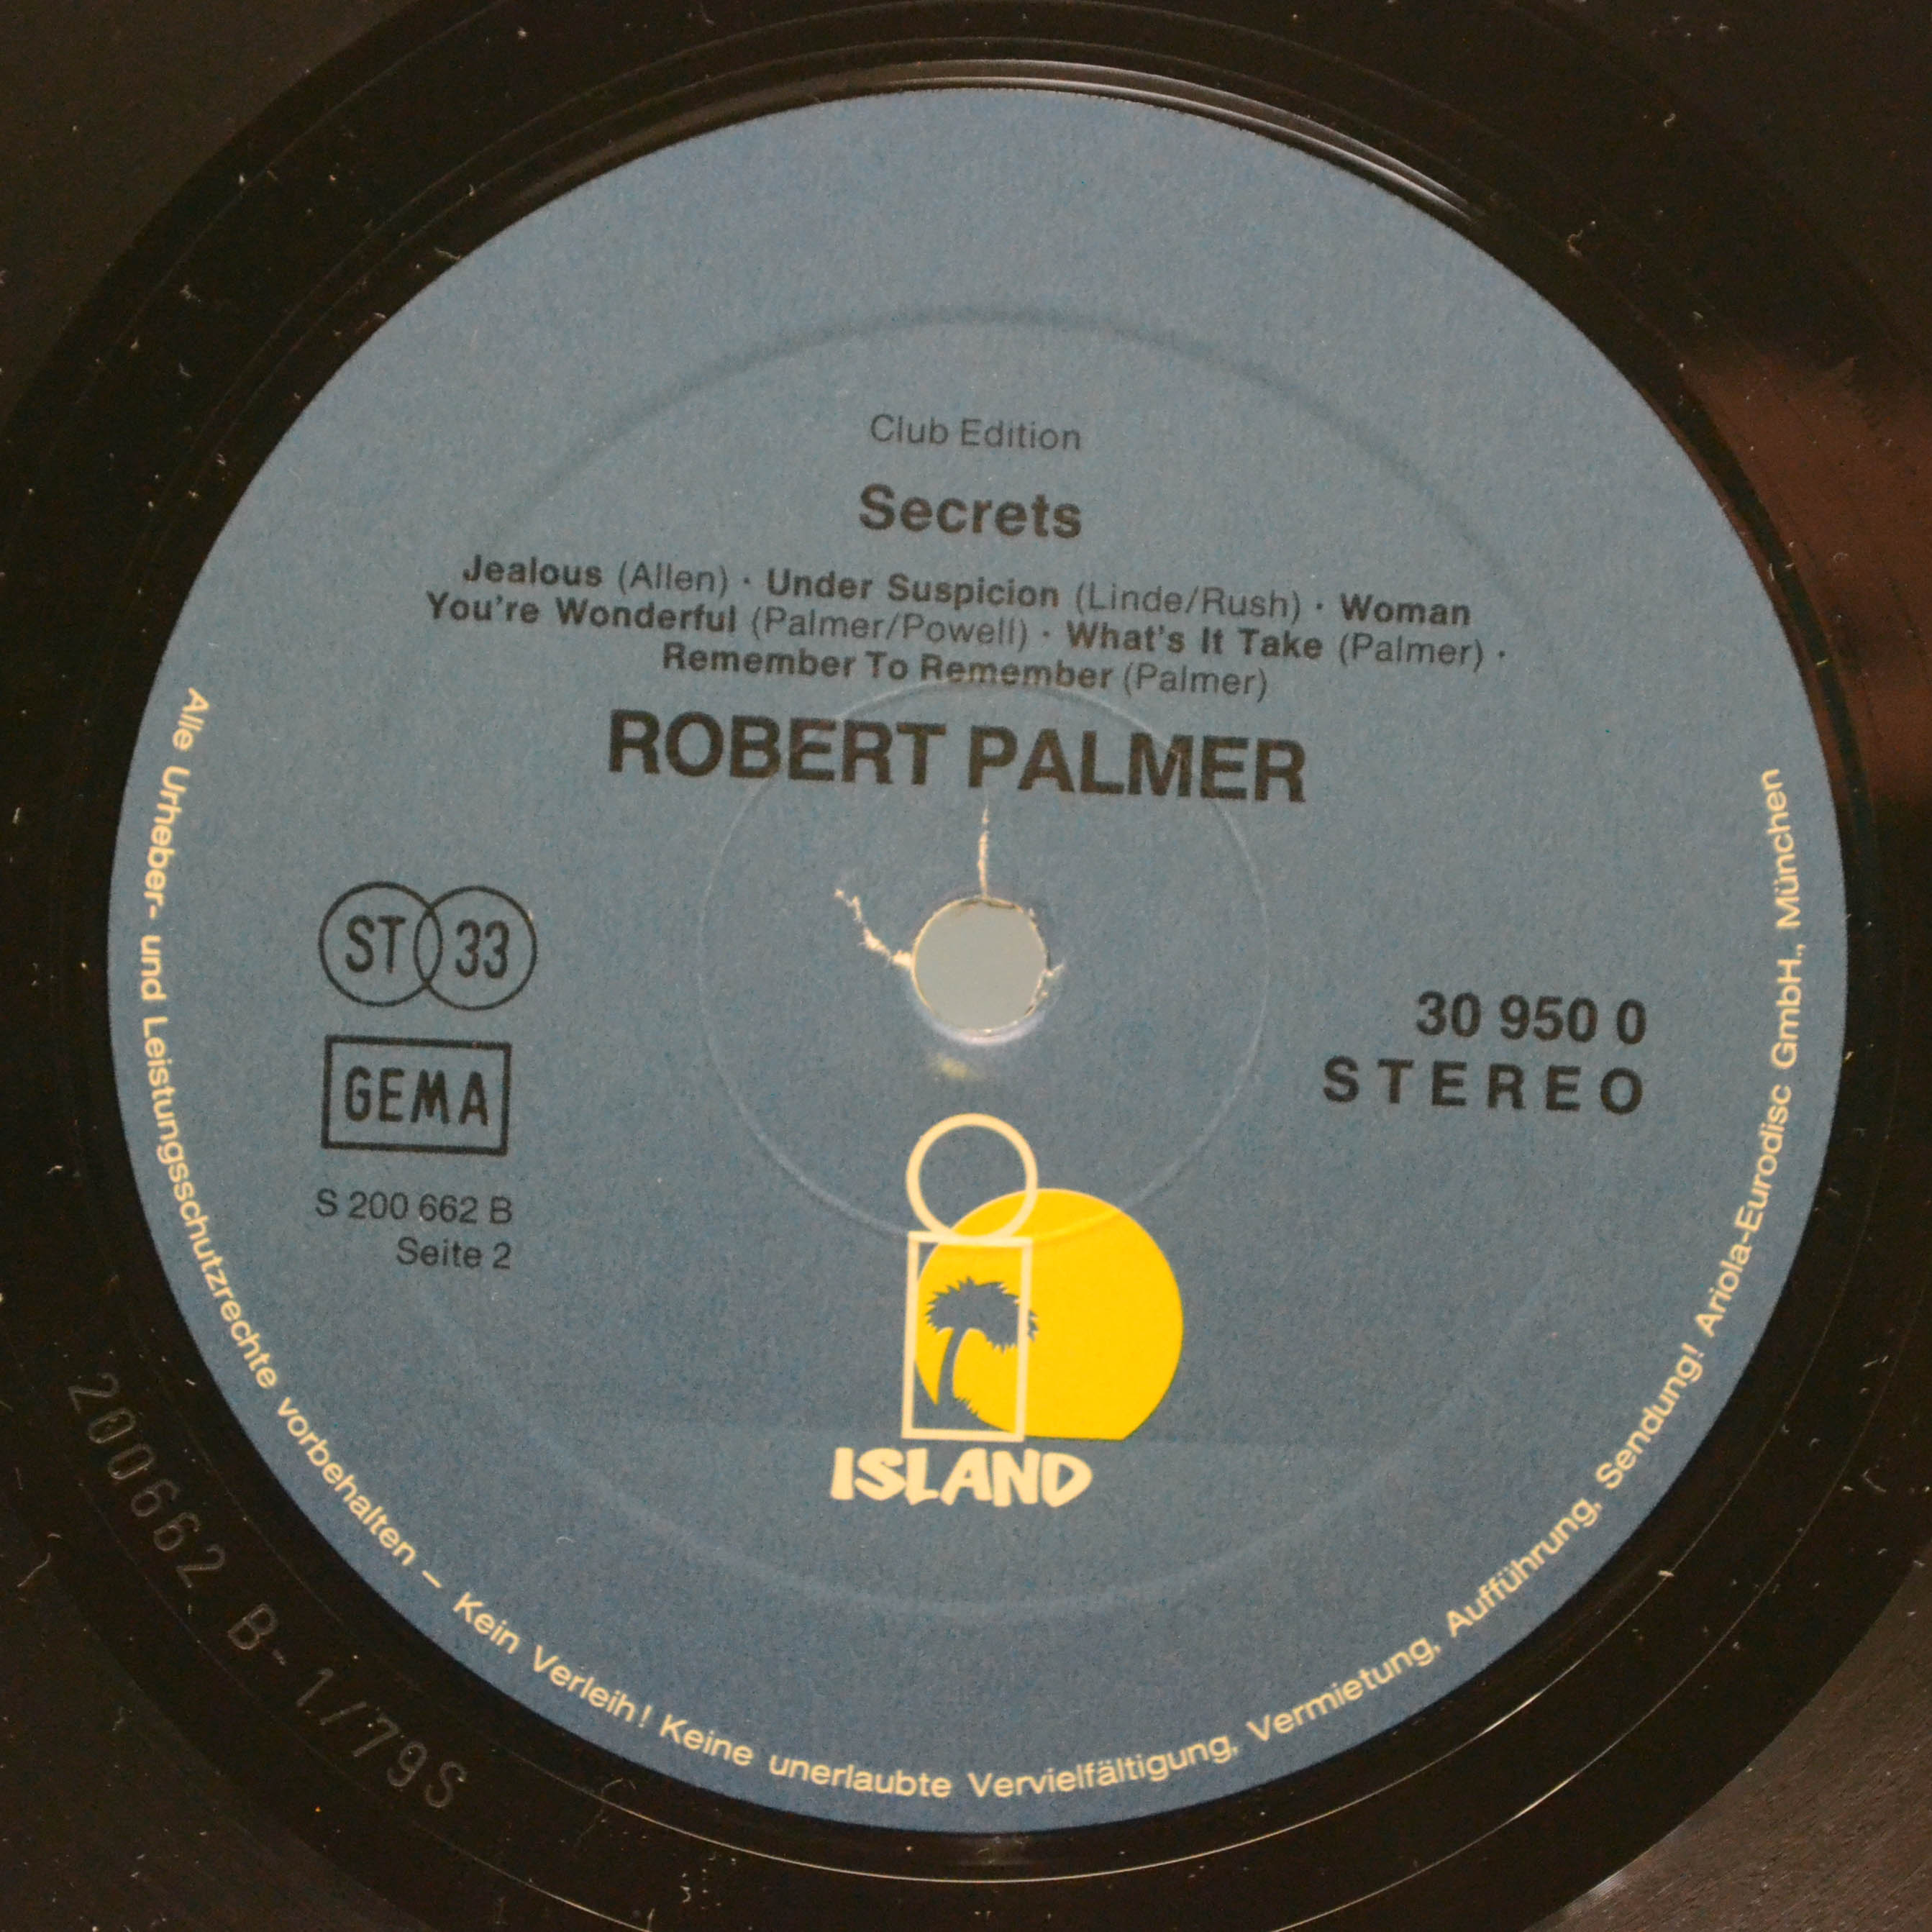 Club Edition
Secrets
Jealous (Allen) · Under Suspicion (Linde/Rush) · Woman
You're Wonderful (Palmer/Powell) · What's It Take (Palmer) ·
Remember To Remember (Palmer)
ROBERT PALMER
ST 33
GEMA
S 200 662 B
Seite 2
30 950 0
STEREO
ISLAND
Alle Urheber- und Leistungsschutzrechte vorbehalten – Kein Verleih! Keine unerlaubte Vervielfältigung, Vermietung, Aufführung, Sendung! Ariola-Eurodisc GmbH., München
200662 B-1/79S